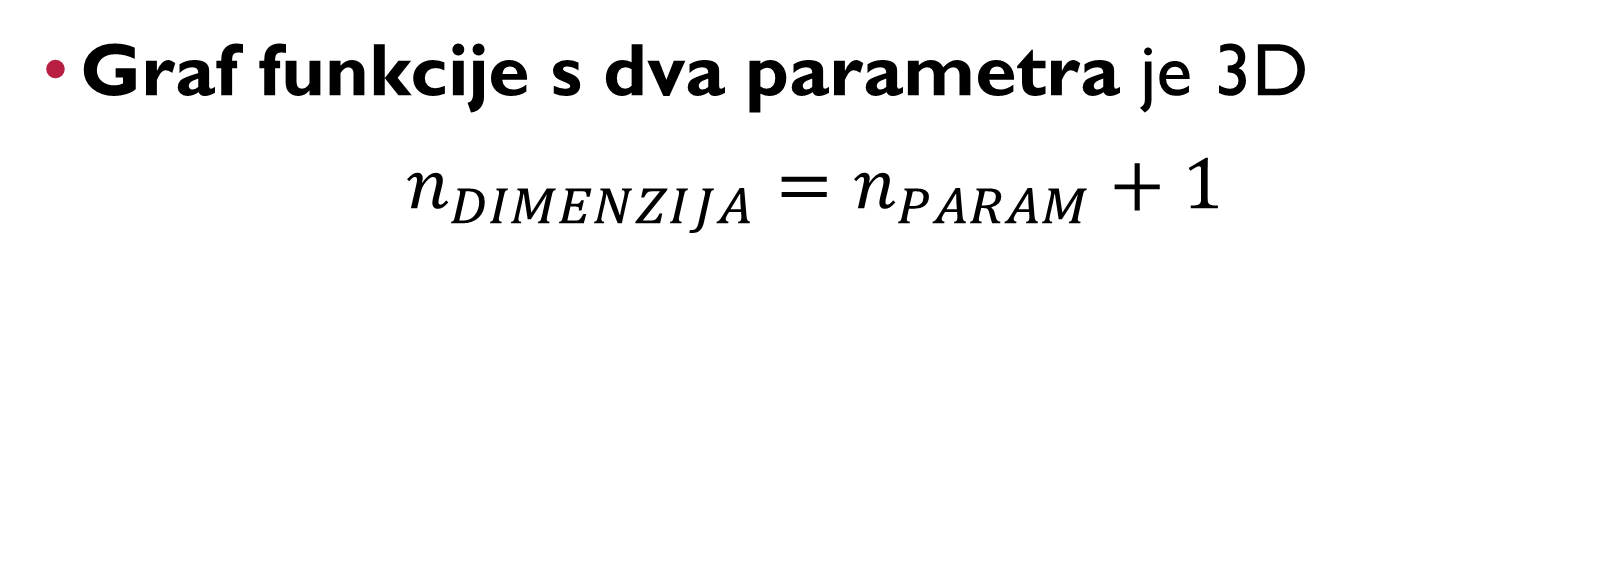 • Graf funkcije s dva parametra je 3D
n_DIMENZIJA = n_PARAM + 1